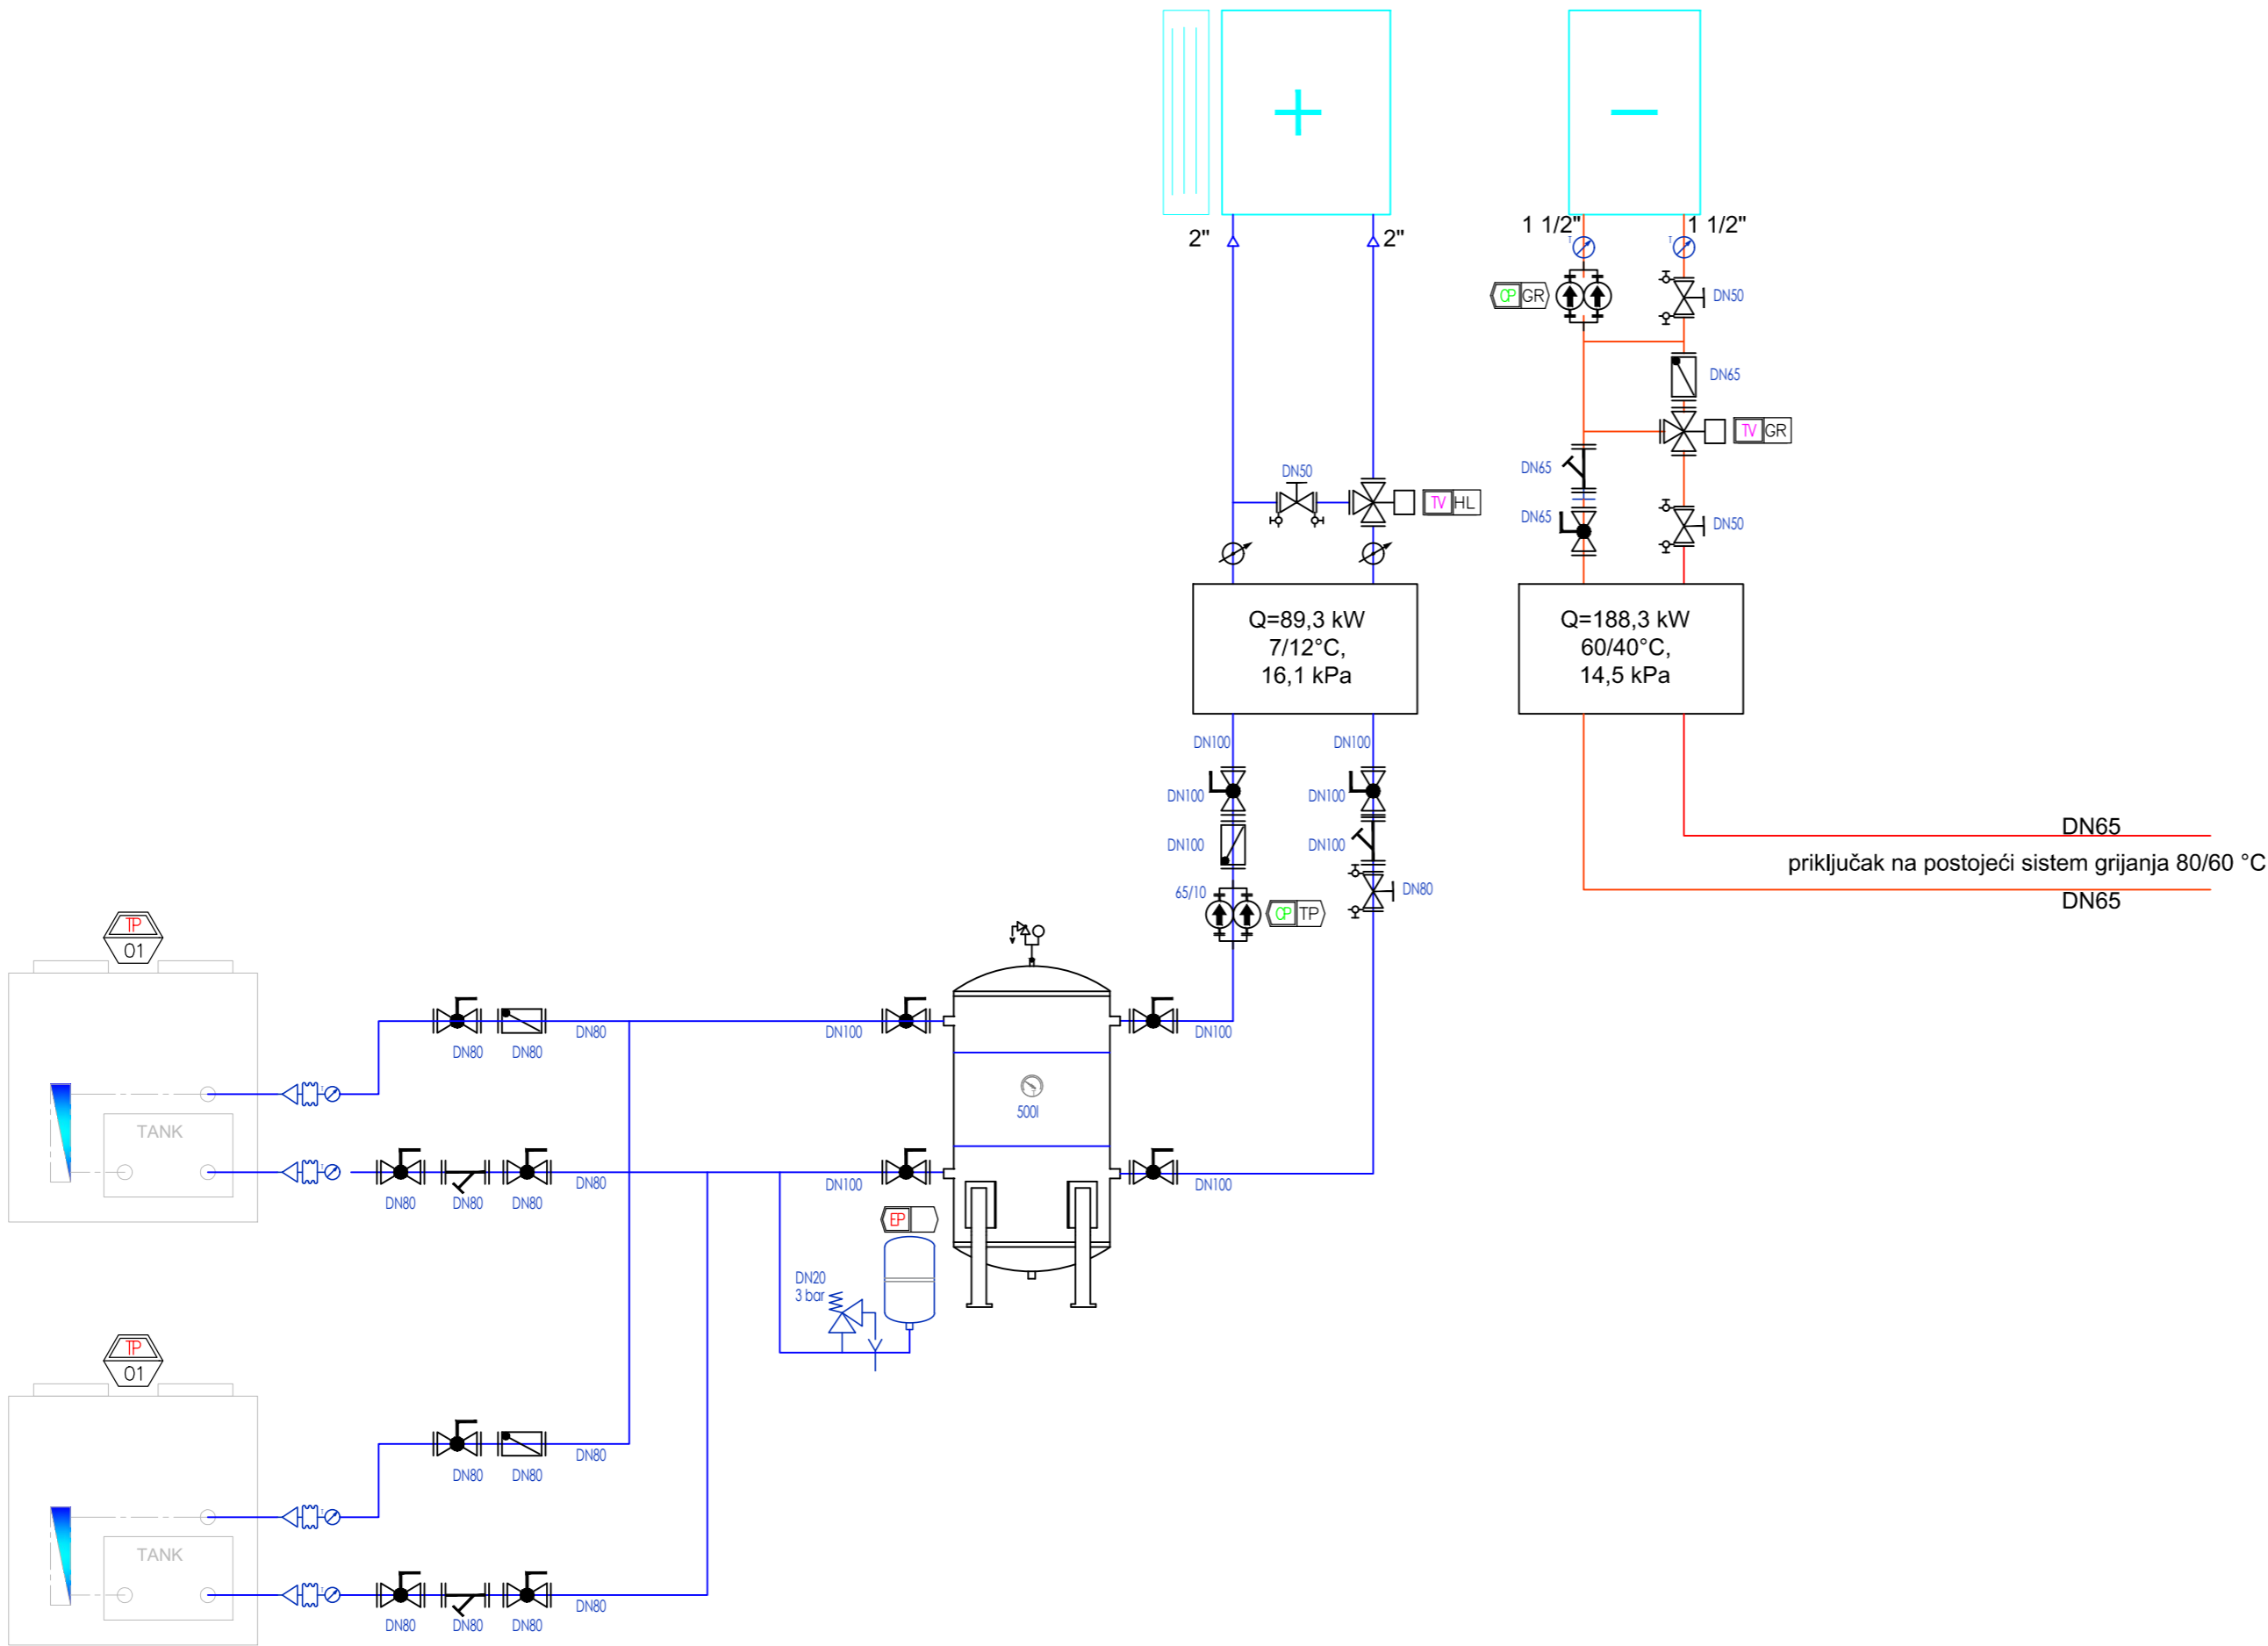 2"
2"
1 1/2"
1 1/2"
T
T
CP GR
DN50
DN65
TV GR
DN65
DN50
TV HL
DN65
DN50
Q=89,3 kW
7/12°C,
16,1 kPa
Q=188,3 kW
60/40°C,
14,5 kPa
DN100
DN100
DN100
DN100
DN100
DN100
DN65
priključak na postojeći sistem grijanja 80/60 °C
DN65
65/10
CP TP
DN80
TP
01
DN80
DN80
DN80
DN100
DN100
TANK
500l
DN80
DN80
DN80
DN80
DN100
DN100
EP
DN20
3 bar
TP
01
DN80
DN80
DN80
TANK
DN80
DN80
DN80
DN80